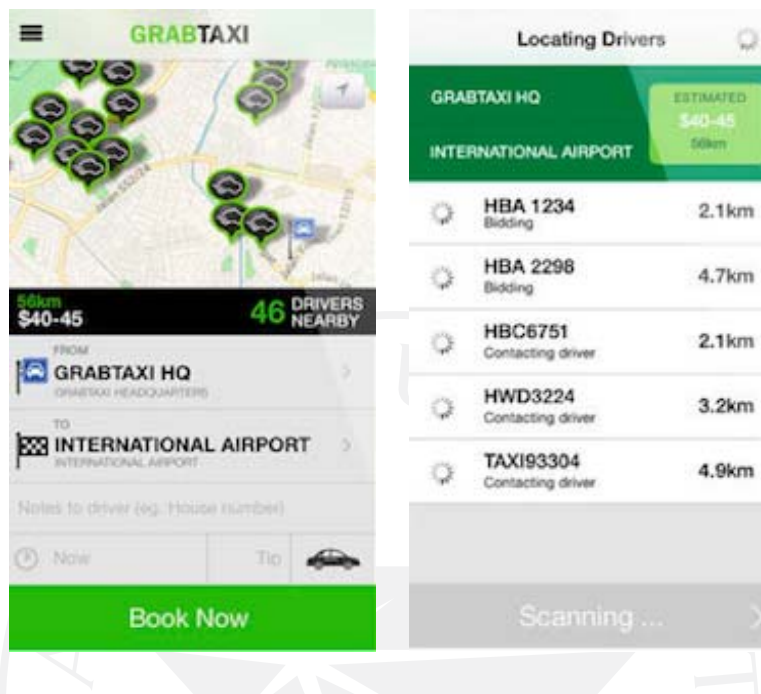 GRABTAXI
Jalan 552/24
56km
$40-45
46 DRIVERS NEARBY
FROM
GRABTAXI HQ
GRABTAXI HEADQUARTERS
TO
INTERNATIONAL AIRPORT
INTERNATIONAL AIRPORT
Notes to driver (eg. House number)
Now
Tip
Book Now
Locating Drivers
GRABTAXI HQ
INTERNATIONAL AIRPORT
ESTIMATED
$40-45
56km
HBA 1234
Bidding
2.1km
HBA 2298
Bidding
4.7km
HBC6751
Contacting driver
2.1km
HWD3224
Contacting driver
3.2km
TAXI93304
Contacting driver
4.9km
Scanning ...